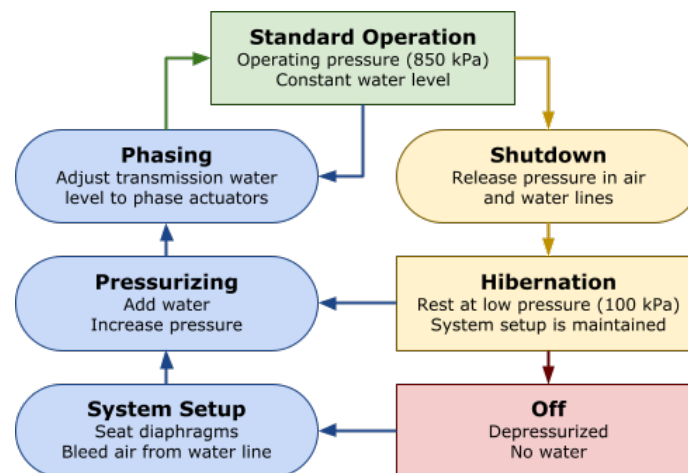 Standard Operation
Operating pressure (850 kPa)
Constant water level
Phasing
Adjust transmission water
level to phase actuators
Shutdown
Release pressure in air
and water lines
Pressurizing
Add water
Increase pressure
Hibernation
Rest at low pressure (100 kPa)
System setup is maintained
System Setup
Seat diaphragms
Bleed air from water line
Off
Depressurized
No water